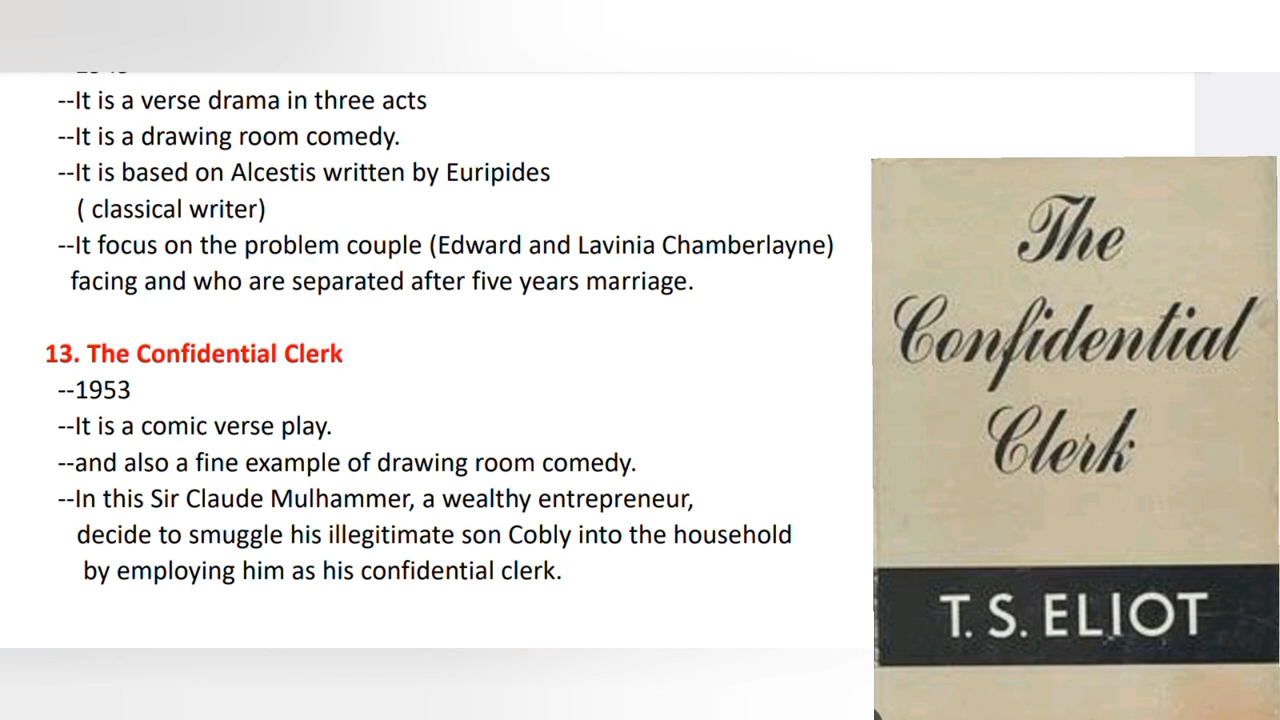 --It is a verse drama in three acts
--It is a drawing room comedy.
--It is based on Alcestis written by Euripides
( classical writer)
--It focus on the problem couple (Edward and Lavinia Chamberlayne)
facing and who are separated after five years marriage.
13. The Confidential Clerk
--1953
--It is a comic verse play.
--and also a fine example of drawing room comedy.
--In this Sir Claude Mulhammer, a wealthy entrepreneur,
decide to smuggle his illegitimate son Cobly into the household
by employing him as his confidential clerk.
The
Confidential
Clerk
T. S. ELIOT